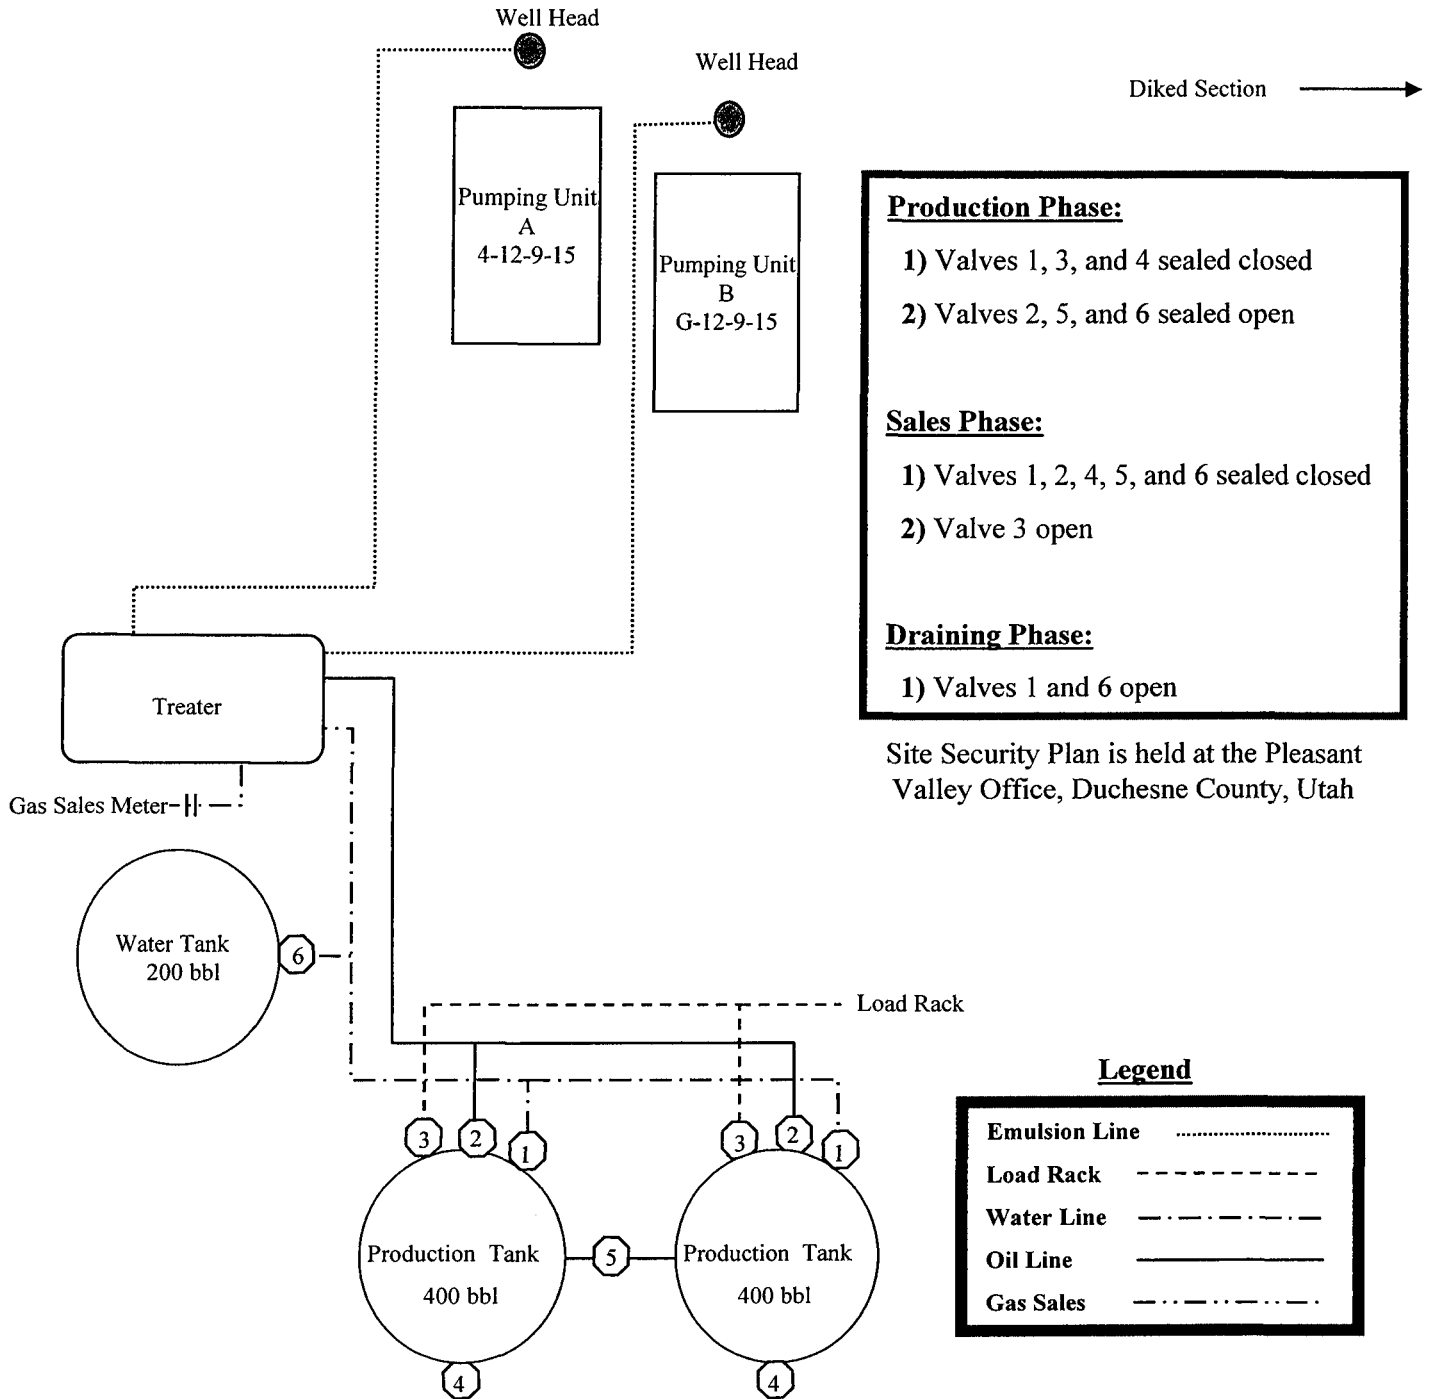 Well Head
Well Head
Diked Section
Pumping Unit
A
4-12-9-15
Pumping Unit
B
G-12-9-15
Production Phase:
1) Valves 1, 3, and 4 sealed closed
2) Valves 2, 5, and 6 sealed open
Sales Phase:
1) Valves 1, 2, 4, 5, and 6 sealed closed
2) Valve 3 open
Draining Phase:
1) Valves 1 and 6 open
Site Security Plan is held at the Pleasant
Valley Office, Duchesne County, Utah
Treater
Gas Sales Meter
Water Tank
200 bbl
6
Load Rack
3
2
1
3
2
1
Production Tank
400 bbl
5
Production Tank
400 bbl
4
4
Legend
Emulsion Line
Load Rack
Water Line
Oil Line
Gas Sales